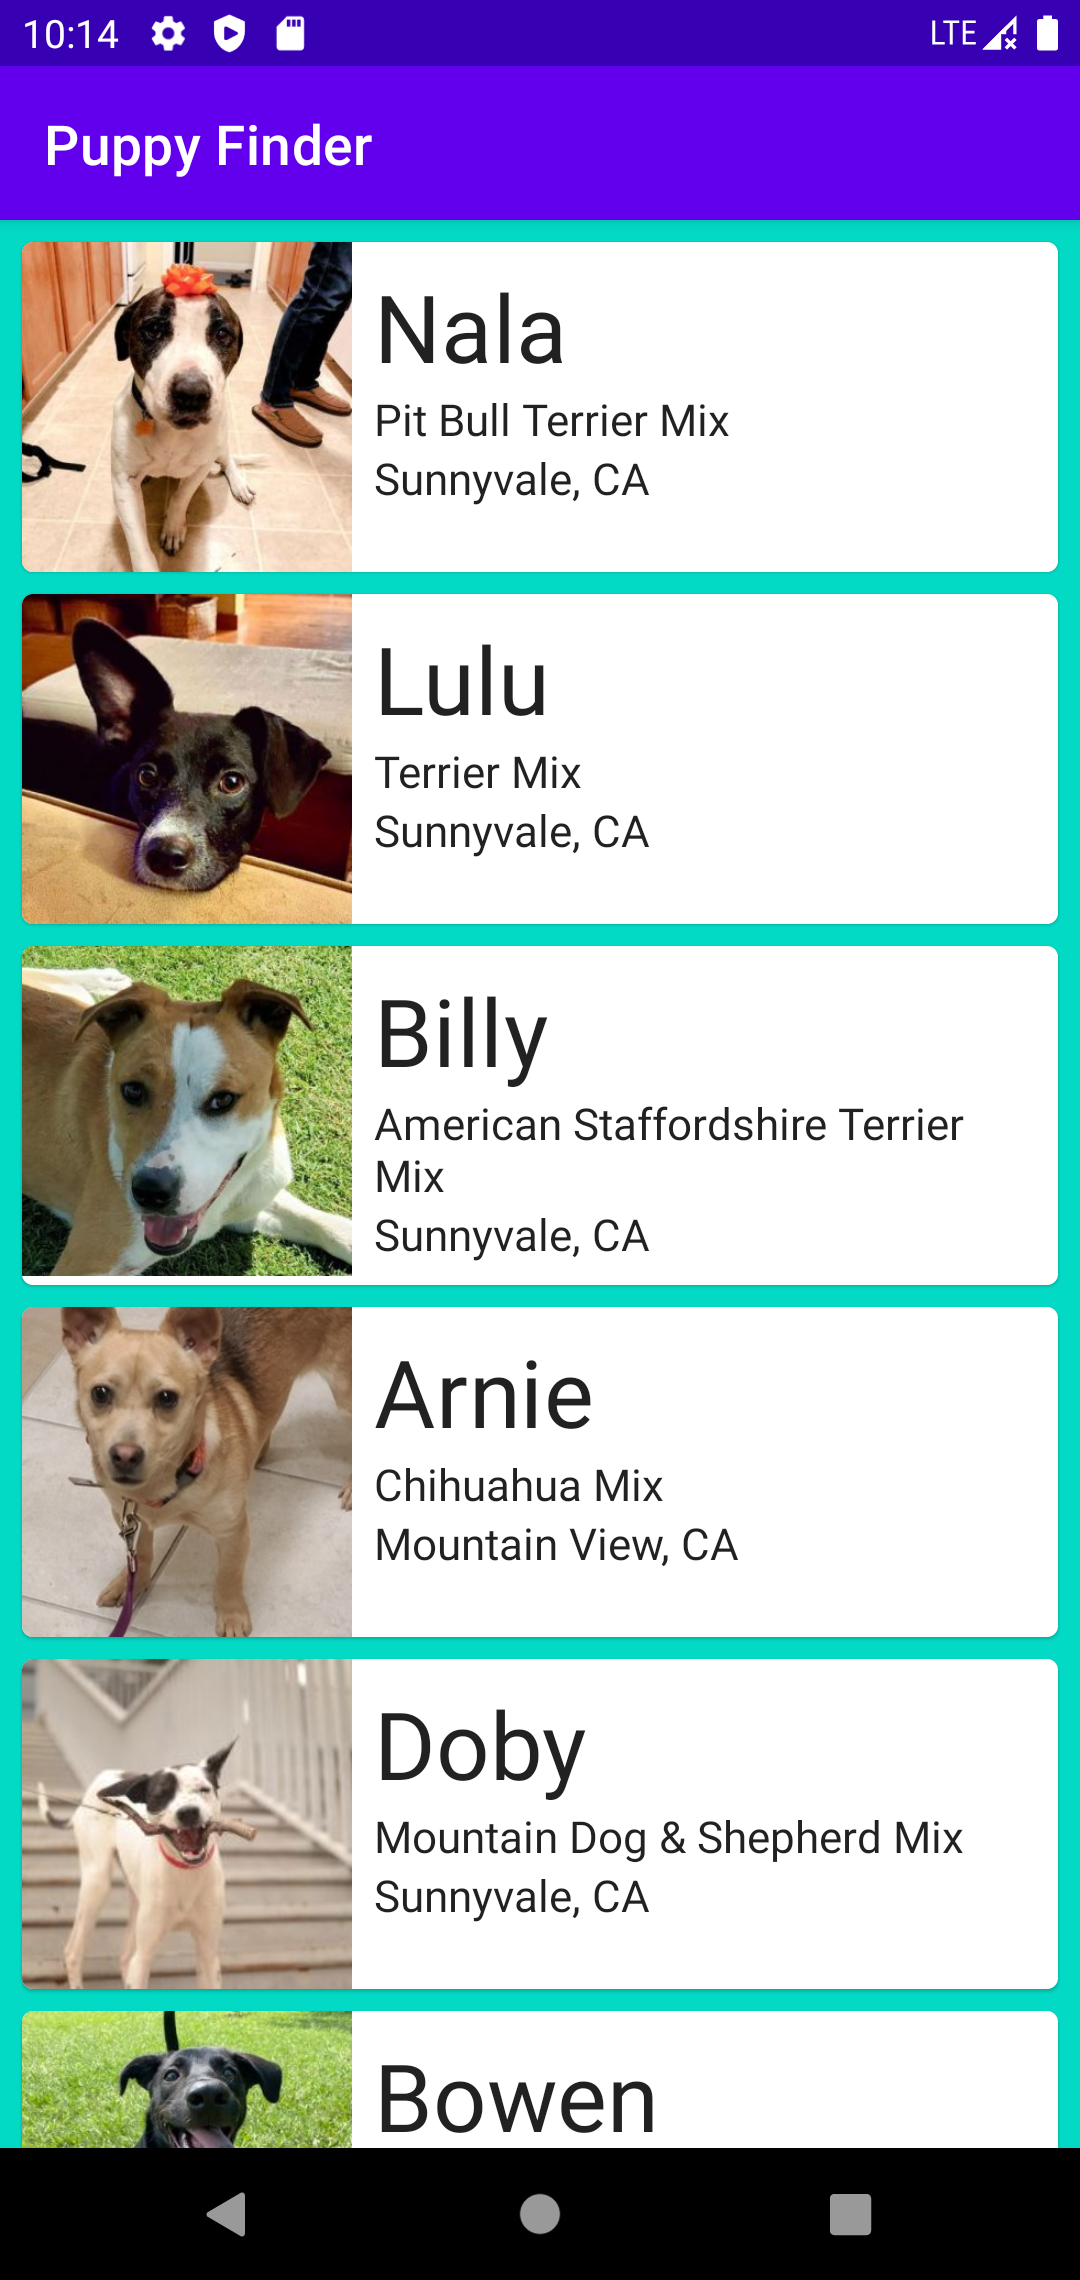 10:14
LTE
Puppy Finder
Nala
Pit Bull Terrier Mix
Sunnyvale, CA
Lulu
Terrier Mix
Sunnyvale, CA
Billy
American Staffordshire Terrier
Mix
Sunnyvale, CA
Arnie
Chihuahua Mix
Mountain View, CA
Doby
Mountain Dog & Shepherd Mix
Sunnyvale, CA
Bowen